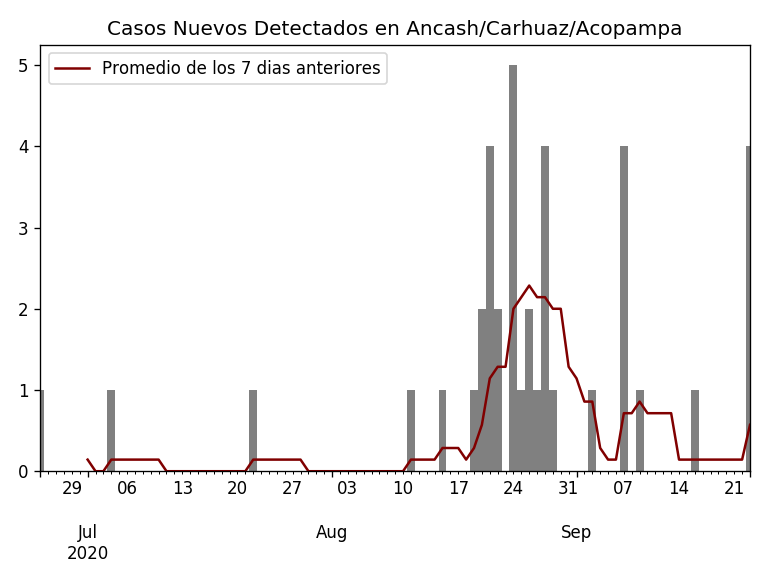 Casos Nuevos Detectados en Ancash/Carhuaz/Acopampa
Promedio de los 7 dias anteriores
5
4
3
2
1
0
29 06 13 20 27 03 10 17 24 31 07 14 21
Jul Aug Sep
2020